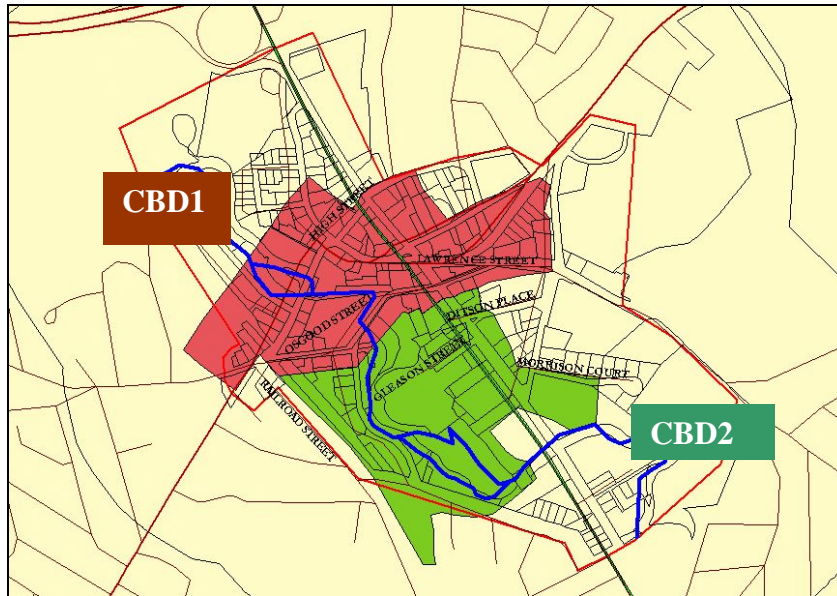 CBD1
HIGH STREET
LAWRENCE STREET
OSGOOD STREET
DITSON PLACE
GLEASON STREET
MORRISON COURT
RAILROAD STREET
CBD2